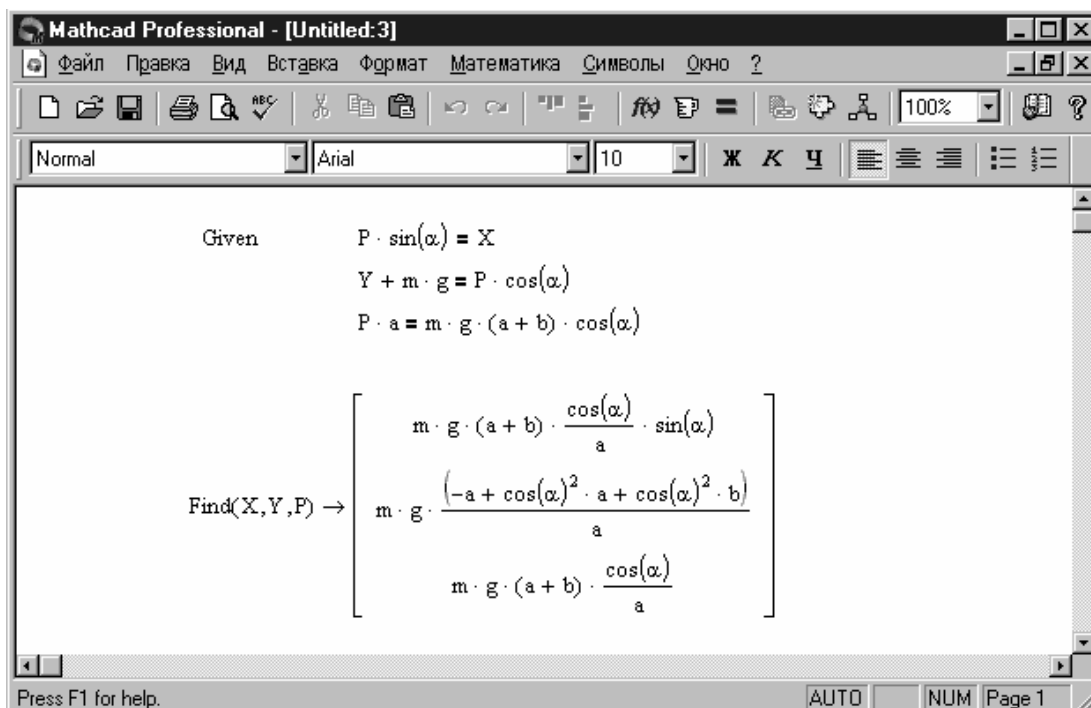 Mathcad Professional - [Untitled:3]
Файл Правка Вид Вставка Формат Математика Символы Окно ?
ABC f(x) 100% ?
Normal Arial 10 Ж К Ч
Given P · sin(α) = X
Y + m · g = P · cos(α)
P · a = m · g · (a + b) · cos(α)
m · g · (a + b) · cos(α)/a · sin(α)
Find(X,Y,P) → m · g · (-a + cos(α)² · a + cos(α)² · b)/a
m · g · (a + b) · cos(α)/a
Press F1 for help. AUTO NUM Page 1